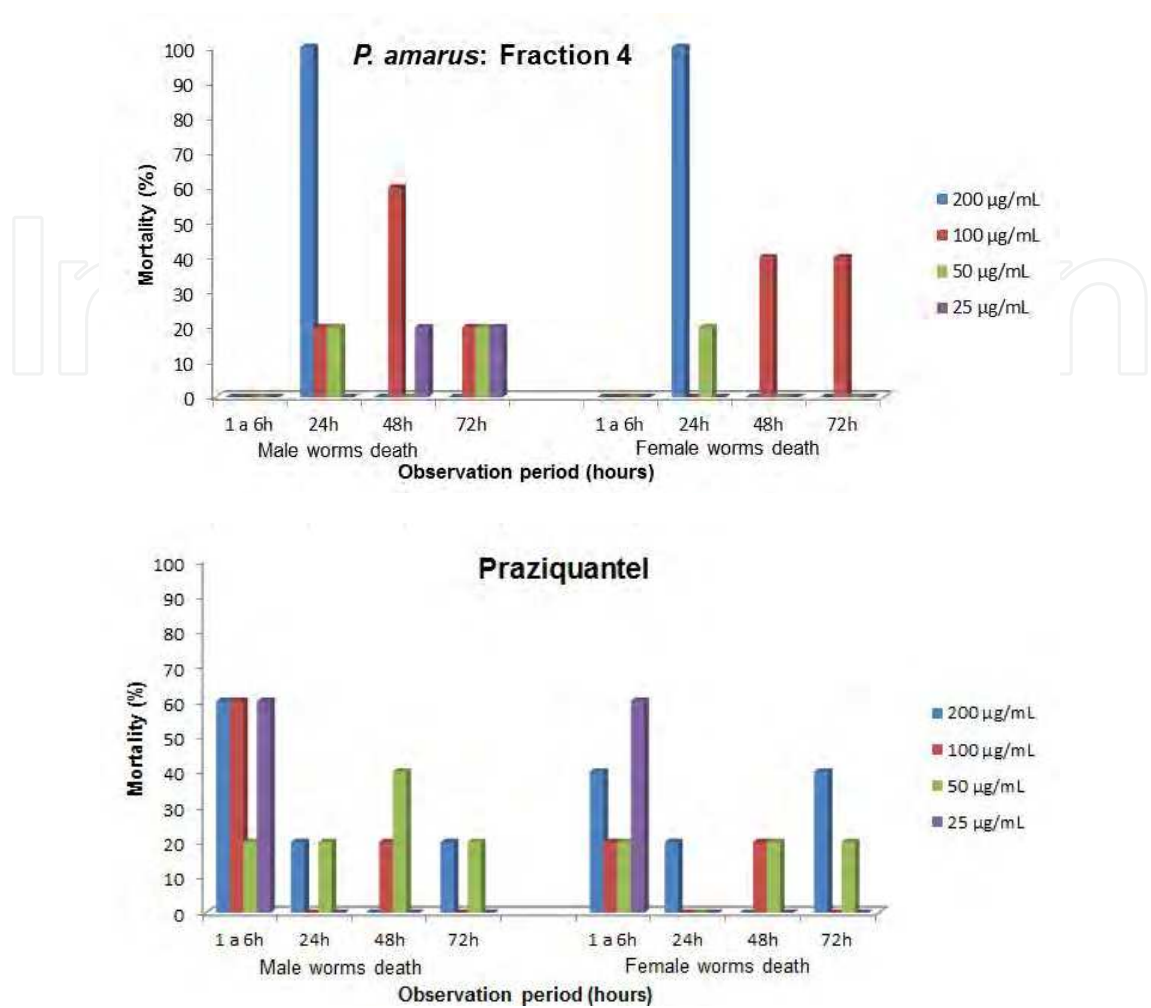 P. amarus: Fraction 4
Mortality (%)
100
90
80
70
60
50
40
30
20
10
0
1 a 6h 24h 48h 72h 1 a 6h 24h 48h 72h
Male worms death Female worms death
Observation period (hours)
200 µg/mL
100 µg/mL
50 µg/mL
25 µg/mL
Praziquantel
Mortality (%)
100
90
80
70
60
50
40
30
20
10
0
1 a 6h 24h 48h 72h 1 a 6h 24h 48h 72h
Male worms death Female worms death
Observation period (hours)
200 µg/mL
100 µg/mL
50 µg/mL
25 µg/mL